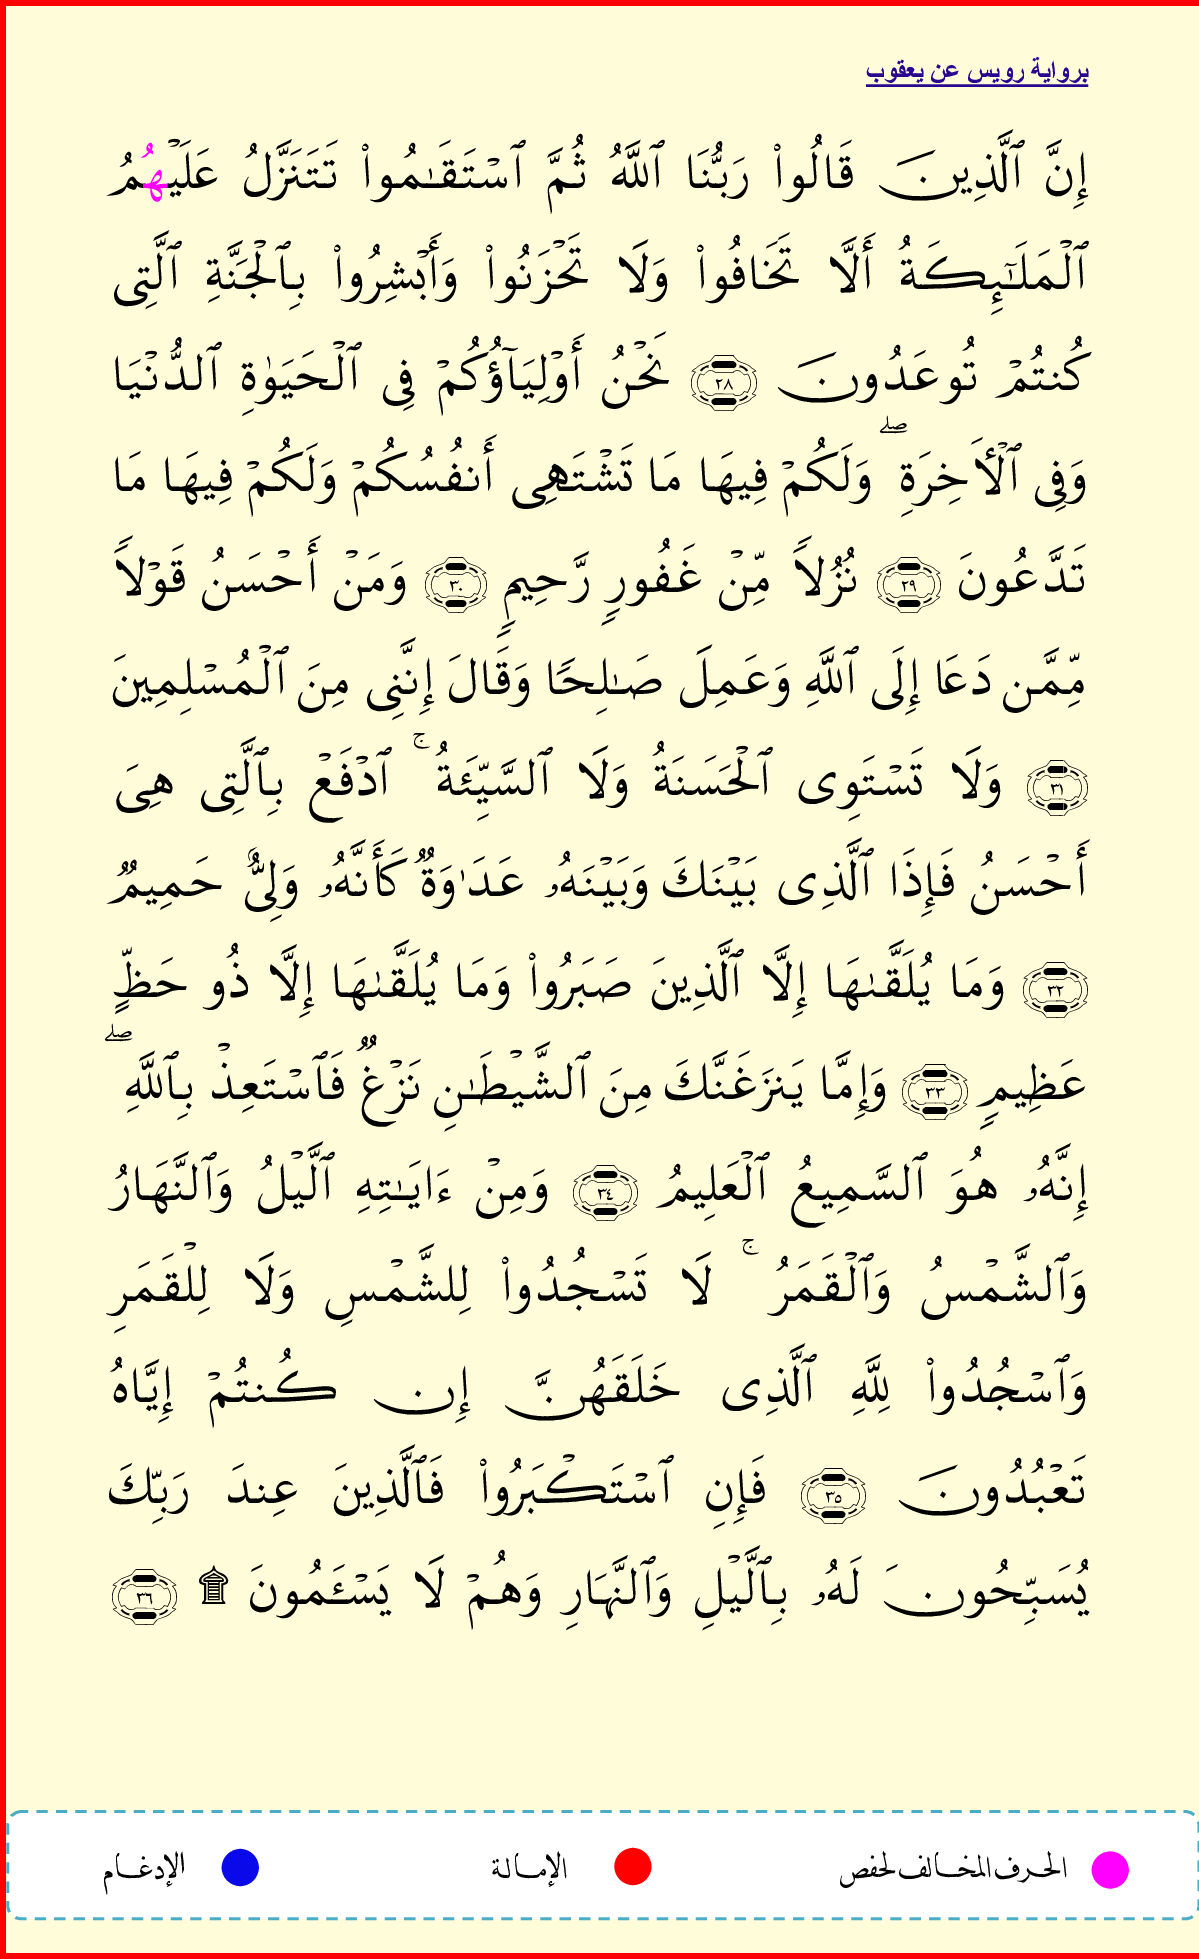 برواية رويس عن يعقوب
إِنَّ ٱلَّذِينَ قَالُوا۟ رَبُّنَا ٱللَّهُ ثُمَّ ٱسْتَقَـٰمُوا۟ تَتَنَزَّلُ عَلَيْهُمُ
ٱلْمَلَـٰٓئِكَةُ أَلَّا تَخَافُوا۟ وَلَا تَحْزَنُوا۟ وَأَبْشِرُوا۟ بِٱلْجَنَّةِ ٱلَّتِى
كُنتُمْ تُوعَدُونَ ٢٨ نَحْنُ أَوْلِيَآؤُكُمْ فِى ٱلْحَيَوٰةِ ٱلدُّنْيَا
وَفِى ٱلْأَخِرَةِ ۖ وَلَكُمْ فِيهَا مَا تَشْتَهِى أَنفُسُكُمْ وَلَكُمْ فِيهَا مَا
تَدَّعُونَ ٢٩ نُزُلًا مِّنْ غَفُورٍ رَّحِيمٍ ٣٠ وَمَنْ أَحْسَنُ قَوْلًا
مِّمَّن دَعَا إِلَى ٱللَّهِ وَعَمِلَ صَـٰلِحًا وَقَالَ إِنَّنِى مِنَ ٱلْمُسْلِمِينَ
٣١ وَلَا تَسْتَوِى ٱلْحَسَنَةُ وَلَا ٱلسَّيِّئَةُ ۚ ٱدْفَعْ بِٱلَّتِى هِىَ
أَحْسَنُ فَإِذَا ٱلَّذِى بَيْنَكَ وَبَيْنَهُۥ عَدَٰوَةٌ كَأَنَّهُۥ وَلِىٌّ حَمِيمٌ
٣٢ وَمَا يُلَقَّىٰهَا إِلَّا ٱلَّذِينَ صَبَرُوا۟ وَمَا يُلَقَّىٰهَا إِلَّا ذُو حَظٍّ
عَظِيمٍ ٣٣ وَإِمَّا يَنزَغَنَّكَ مِنَ ٱلشَّيْطَـٰنِ نَزْغٌ فَٱسْتَعِذْ بِٱللَّهِ ۖ
إِنَّهُۥ هُوَ ٱلسَّمِيعُ ٱلْعَلِيمُ ٣٤ وَمِنْ ءَايَـٰتِهِ ٱلَّيْلُ وَٱلنَّهَارُ
وَٱلشَّمْسُ وَٱلْقَمَرُ ۚ لَا تَسْجُدُوا۟ لِلشَّمْسِ وَلَا لِلْقَمَرِ
وَٱسْجُدُوا۟ لِلَّهِ ٱلَّذِى خَلَقَهُنَّ إِن كُنتُمْ إِيَّاهُ
تَعْبُدُونَ ٣٥ فَإِنِ ٱسْتَكْبَرُوا۟ فَٱلَّذِينَ عِندَ رَبِّكَ
يُسَبِّحُونَ لَهُۥ بِٱلَّيْلِ وَٱلنَّهَارِ وَهُمْ لَا يَسْـَٔمُونَ ۩ ٣٦
الحرف المخالف لحفص الإمالة الإدغام